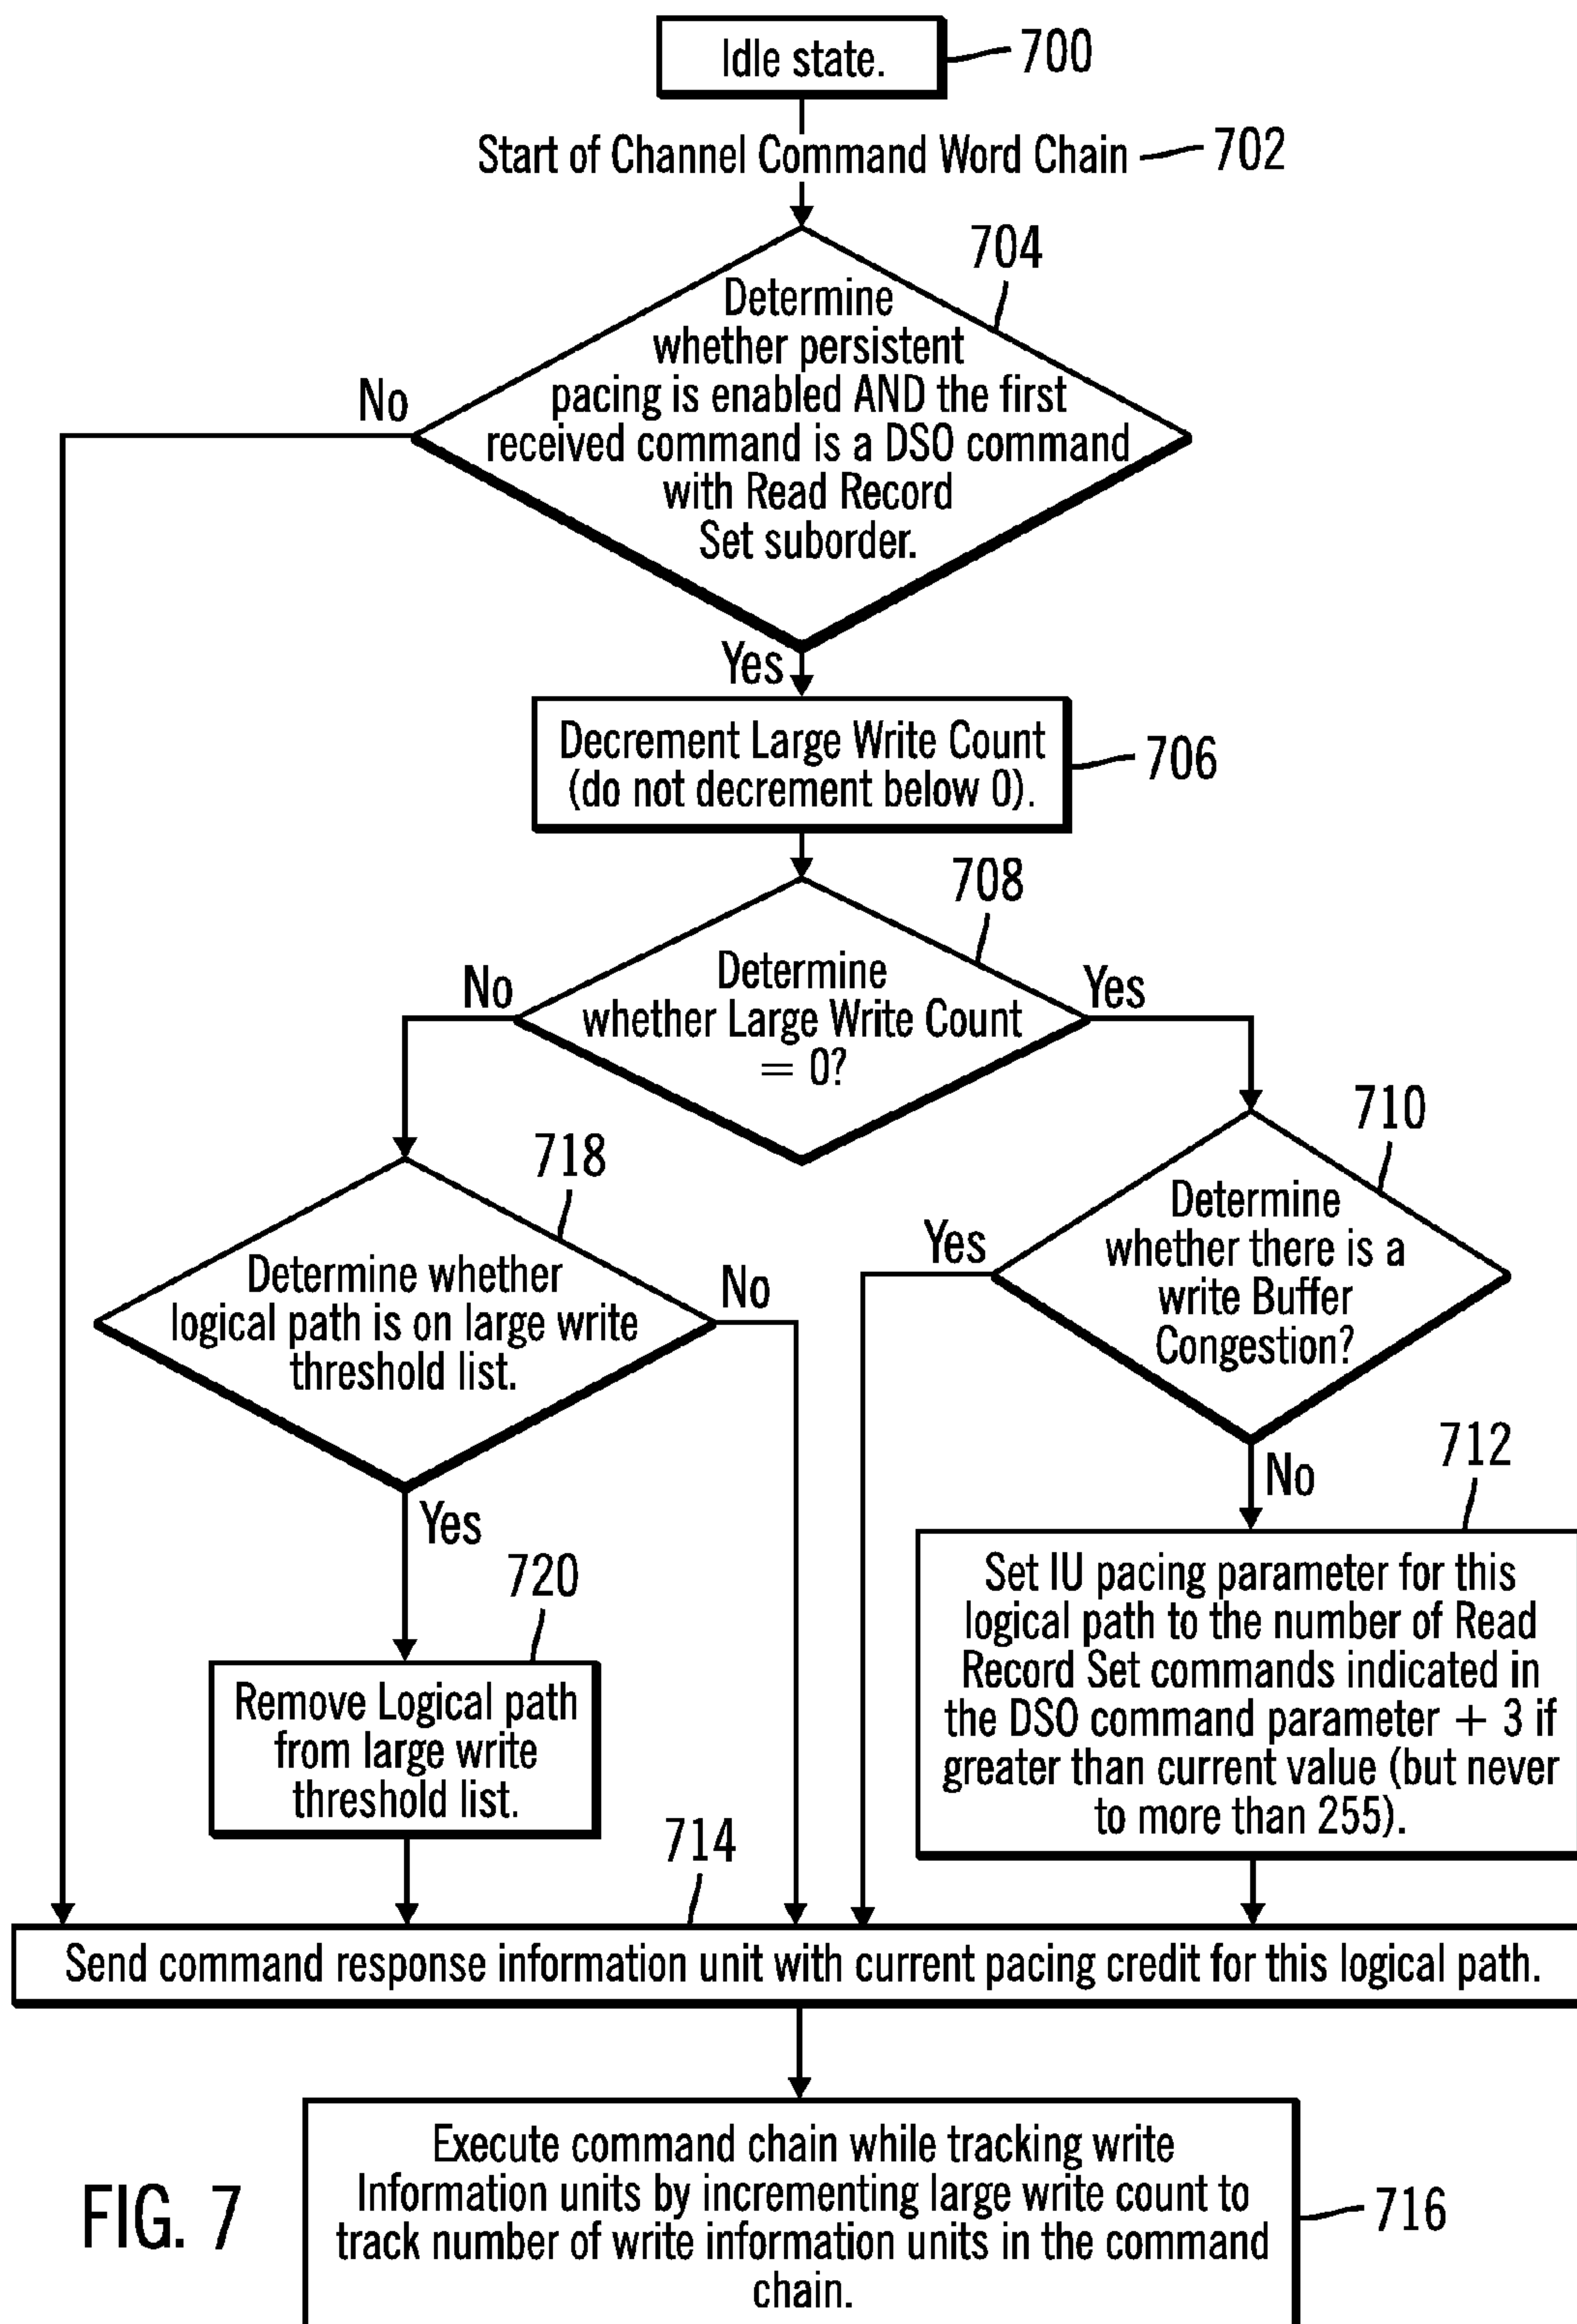 Idle state.
700
Start of Channel Command Word Chain
702
704
Determine
whether persistent
pacing is enabled AND the first
received command is a DSO command
with Read Record
Set suborder.
No
Yes
Decrement Large Write Count
(do not decrement below 0).
706
708
Determine
whether Large Write Count
= 0?
No
Yes
718
Determine whether
logical path is on large write
threshold list.
No
Yes
710
Determine
whether there is a
write Buffer
Congestion?
Yes
No
720
Remove Logical path
from large write
threshold list.
712
Set IU pacing parameter for this
logical path to the number of Read
Record Set commands indicated in
the DSO command parameter + 3 if
greater than current value (but never
to more than 255).
714
Send command response information unit with current pacing credit for this logical path.
Execute command chain while tracking write
Information units by incrementing large write count to
track number of write information units in the command
chain.
716
FIG. 7